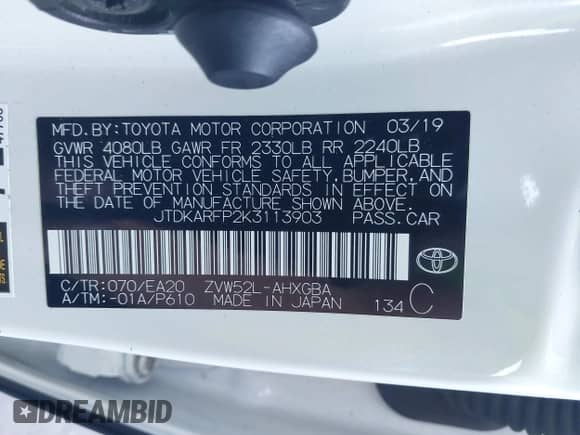 MFD. BY: TOYOTA MOTOR CORPORATION 03/19
GVWR 4080LB GAWR FR 2330LB RR 2240LB
THIS VEHICLE CONFORMS TO ALL APPLICABLE
FEDERAL MOTOR VEHICLE SAFETY, BUMPER, AND
THEFT PREVENTION STANDARDS IN EFFECT ON
THE DATE OF MANUFACTURE SHOWN ABOVE.
JTDKARFP2K3113903 PASS. CAR
C/TR: 070/EA20 ZVW52L-AHXGBA
A/TM: -01A/P610 MADE IN JAPAN 134 C
TOYOTA
DREAMBID